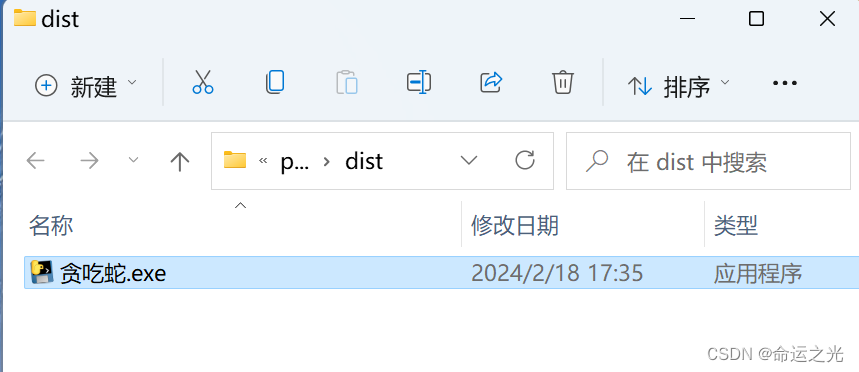 dist
新建
排序
« p... › dist
在 dist 中搜索
名称 修改日期 类型
贪吃蛇.exe 2024/2/18 17:35 应用程序
CSDN @命运之光